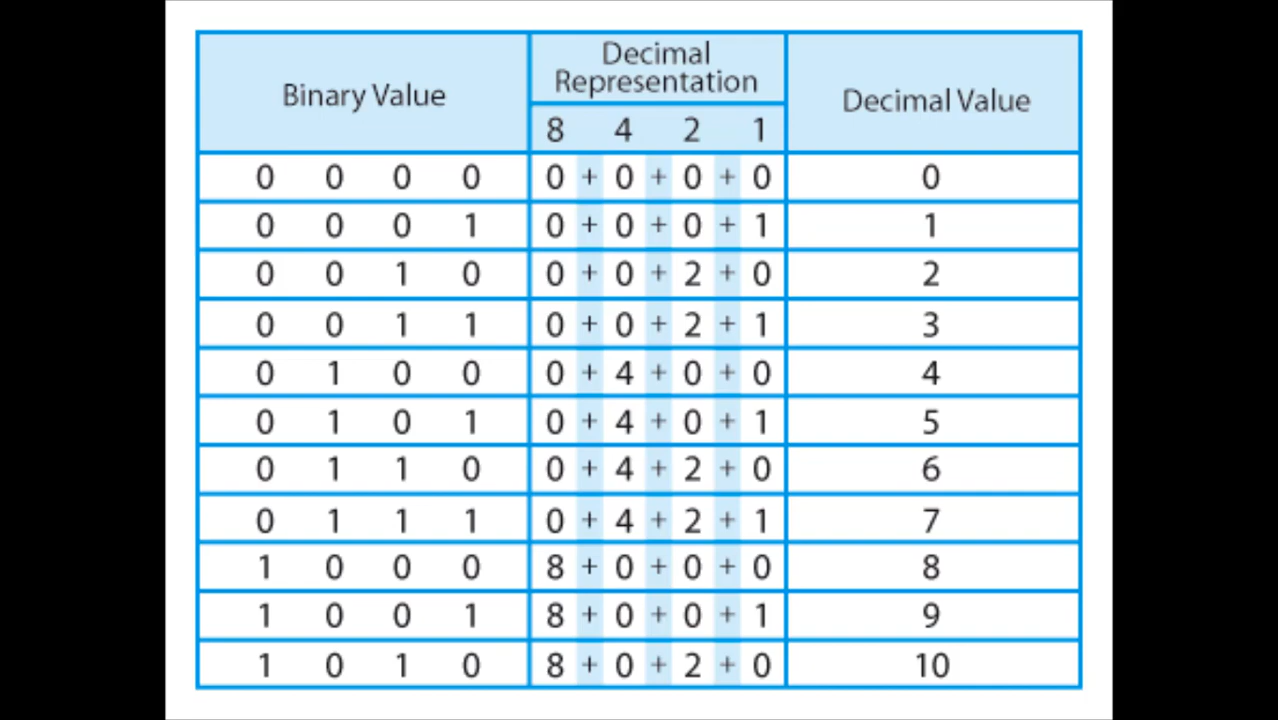 Binary Value
Decimal
Representation
8 4 2 1
Decimal Value
0 0 0 0 0 + 0 + 0 + 0 0
0 0 0 1 0 + 0 + 0 + 1 1
0 0 1 0 0 + 0 + 2 + 0 2
0 0 1 1 0 + 0 + 2 + 1 3
0 1 0 0 0 + 4 + 0 + 0 4
0 1 0 1 0 + 4 + 0 + 1 5
0 1 1 0 0 + 4 + 2 + 0 6
0 1 1 1 0 + 4 + 2 + 1 7
1 0 0 0 8 + 0 + 0 + 0 8
1 0 0 1 8 + 0 + 0 + 1 9
1 0 1 0 8 + 0 + 2 + 0 10